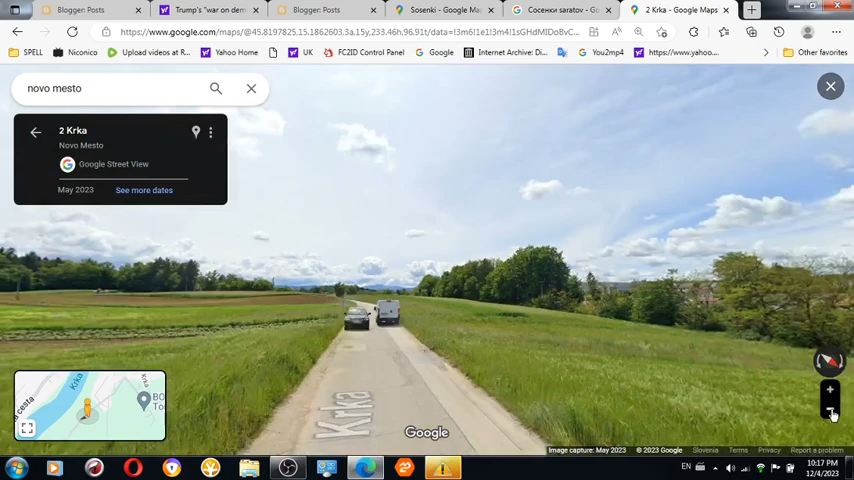 Blogger: Posts
Trump's "war on dem
Blogger: Posts
Sosenki - Google Ma
Сосенки saratov - Go
2 Krka - Google Maps
https://www.google.com/maps/@45.8197825,15.1862603,3a,15y,233.46h,96.91t/data=!3m6!1e1!3m4!1sGHdMIDo8vC...
SPELL
Niconico
Upload videos at R...
Yahoo Home
UK
FC2ID Control Panel
Google
Internet Archive: Di...
You2mp4
https://www.yahoo....
Other favorites
novo mesto
2 Krka
Novo Mesto
Google Street View
May 2023
See more dates
Krka
Krka
Krka
cesta
BO
To
Google
Image capture: May 2023
© 2023 Google
Slovenia
Terms
Privacy
Report a problem
EN
10:17 PM
12/4/2023